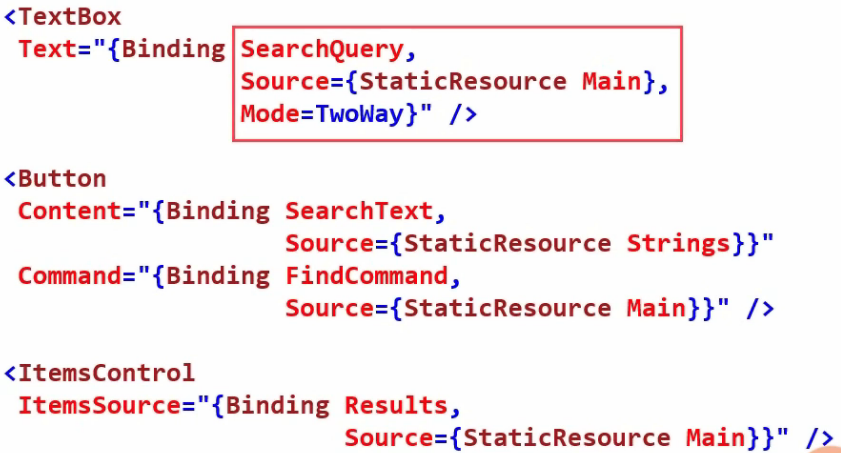 <TextBox
Text="{Binding SearchQuery,
Source={StaticResource Main},
Mode=TwoWay}" />
<Button
Content="{Binding SearchText,
Source={StaticResource Strings}}"
Command="{Binding FindCommand,
Source={StaticResource Main}}" />
<ItemsControl
ItemsSource="{Binding Results,
Source={StaticResource Main}}" />